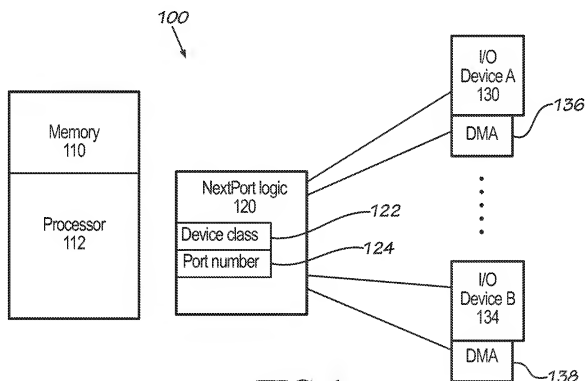 100
Memory
110
Processor
112
NextPort logic
120
Device class
122
Port number
124
I/O
Device A
130
DMA
136
I/O
Device B
134
DMA
138